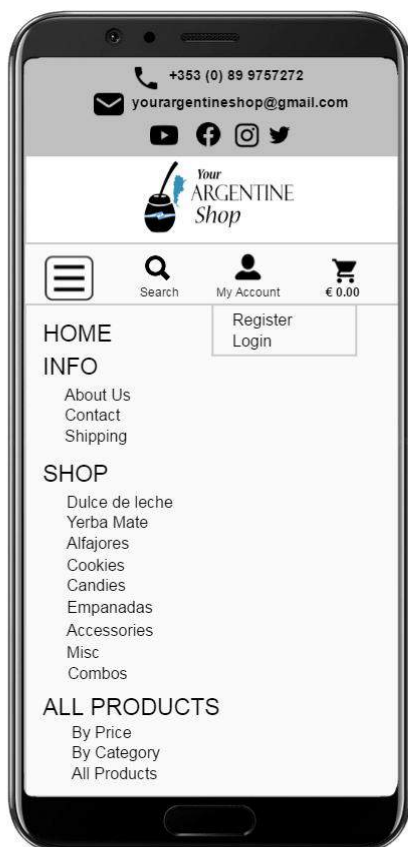 +353 (0) 89 9757272
yourargentineshop@gmail.com
Your
ARGENTINE
Shop
Search
My Account
€ 0.00
Register
Login
HOME
INFO
About Us
Contact
Shipping
SHOP
Dulce de leche
Yerba Mate
Alfajores
Cookies
Candies
Empanadas
Accessories
Misc
Combos
ALL PRODUCTS
By Price
By Category
All Products